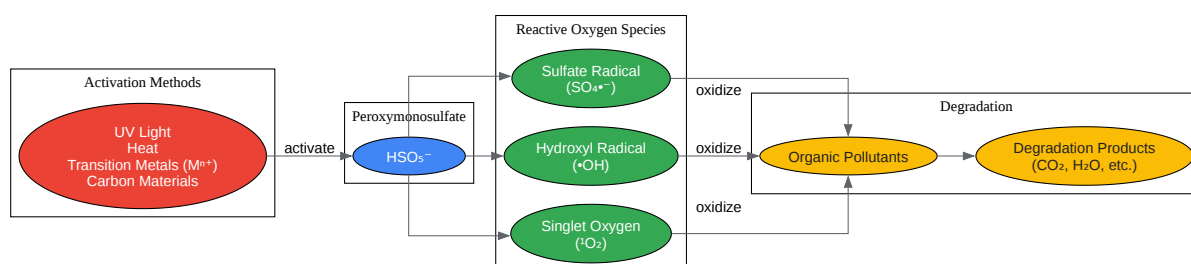 Activation Methods
UV Light
Heat
Transition Metals (Mⁿ⁺)
Carbon Materials
activate
Peroxymonosulfate
HSO₅⁻
Reactive Oxygen Species
Sulfate Radical
(SO₄•⁻)
Hydroxyl Radical
(•OH)
Singlet Oxygen
(¹O₂)
oxidize
oxidize
oxidize
Degradation
Organic Pollutants
Degradation Products
(CO₂, H₂O, etc.)